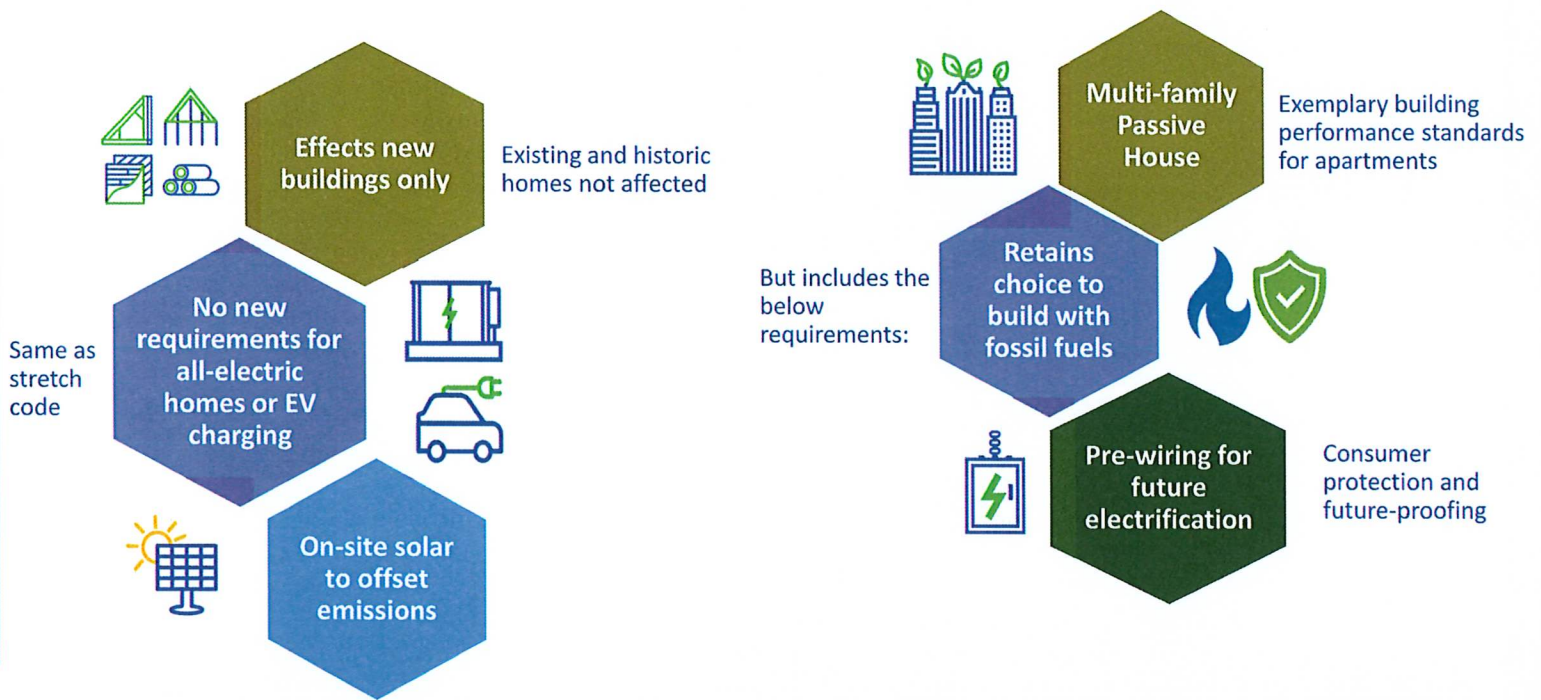 Effects new
buildings only
Existing and historic
homes not affected
Same as
stretch
code
No new
requirements for
all-electric
homes or EV
charging
On-site solar
to offset
emissions
Multi-family
Passive
House
Exemplary building
performance standards
for apartments
But includes the
below
requirements:
Retains
choice to
build with
fossil fuels
Pre-wiring for
future
electrification
Consumer
protection and
future-proofing